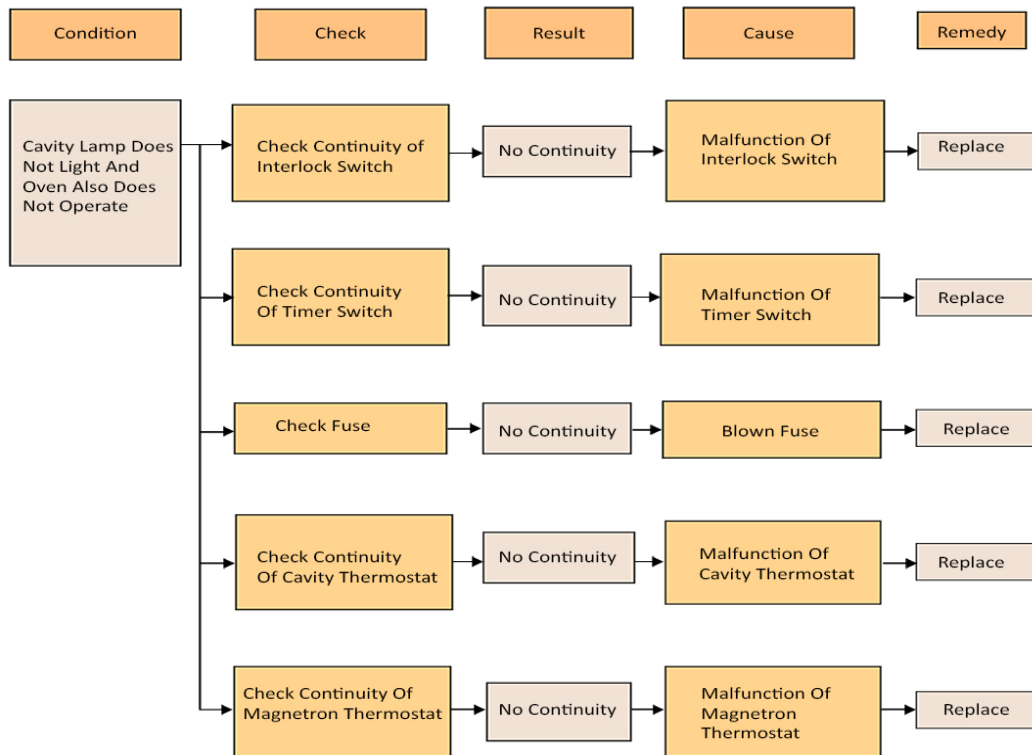 Condition
Check
Result
Cause
Remedy
Cavity Lamp Does
Not Light And
Oven Also Does
Not Operate
Check Continuity of
Interlock Switch
No Continuity
Malfunction Of
Interlock Switch
Replace
Check Continuity
Of Timer Switch
No Continuity
Malfunction Of
Timer Switch
Replace
Check Fuse
No Continuity
Blown Fuse
Replace
Check Continuity
Of Cavity Thermostat
No Continuity
Malfunction Of
Cavity Thermostat
Replace
Check Continuity Of
Magnetron Thermostat
No Continuity
Malfunction Of
Magnetron
Thermostat
Replace